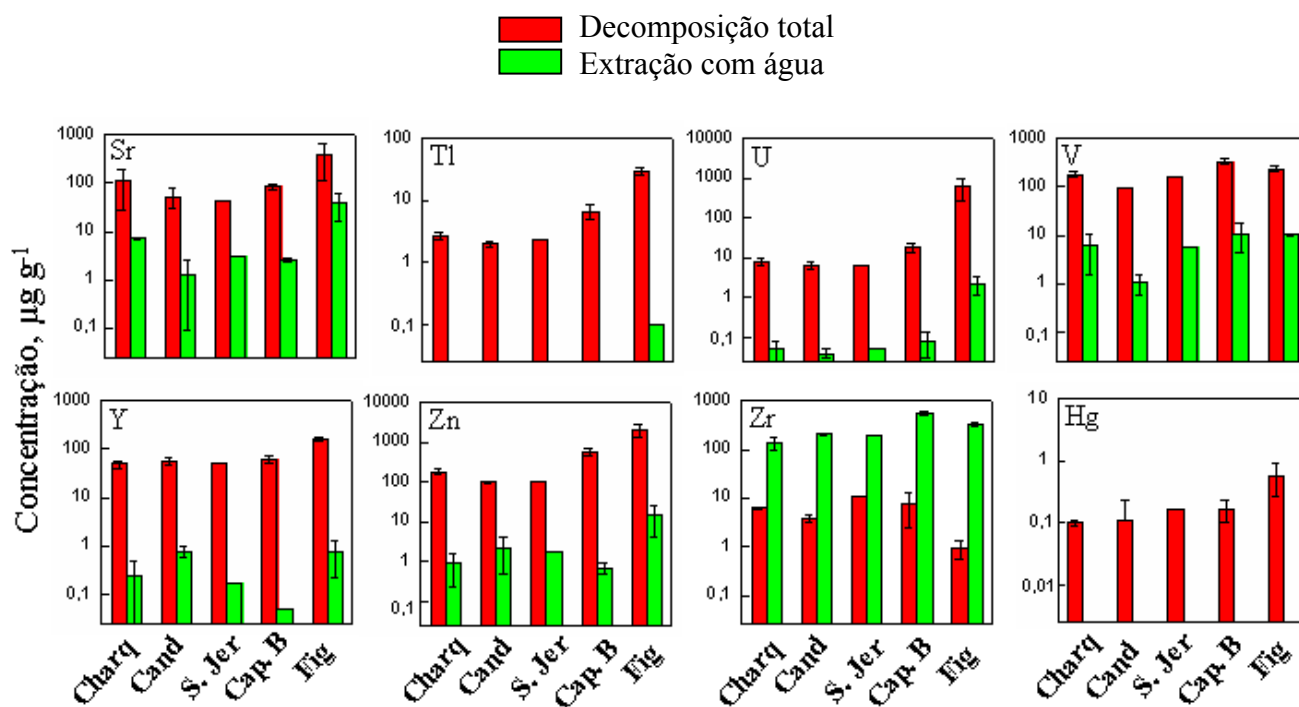 Decomposição total
Extração com água
Concentração, µg g-1
Sr
1000
100
10
1
0,1
Tl
100
10
1
0,1
U
10000
1000
100
10
1
0,1
V
1000
100
10
1
0,1
Y
1000
100
10
1
0,1
Zn
10000
1000
100
10
1
0,1
Zr
1000
100
10
1
0,1
Hg
10
1
0,1
0,01
Charq Cand S. Jer Cap. B Fig
Charq Cand S. Jer Cap. B Fig
Charq Cand S. Jer Cap. B Fig
Charq Cand S. Jer Cap. B Fig